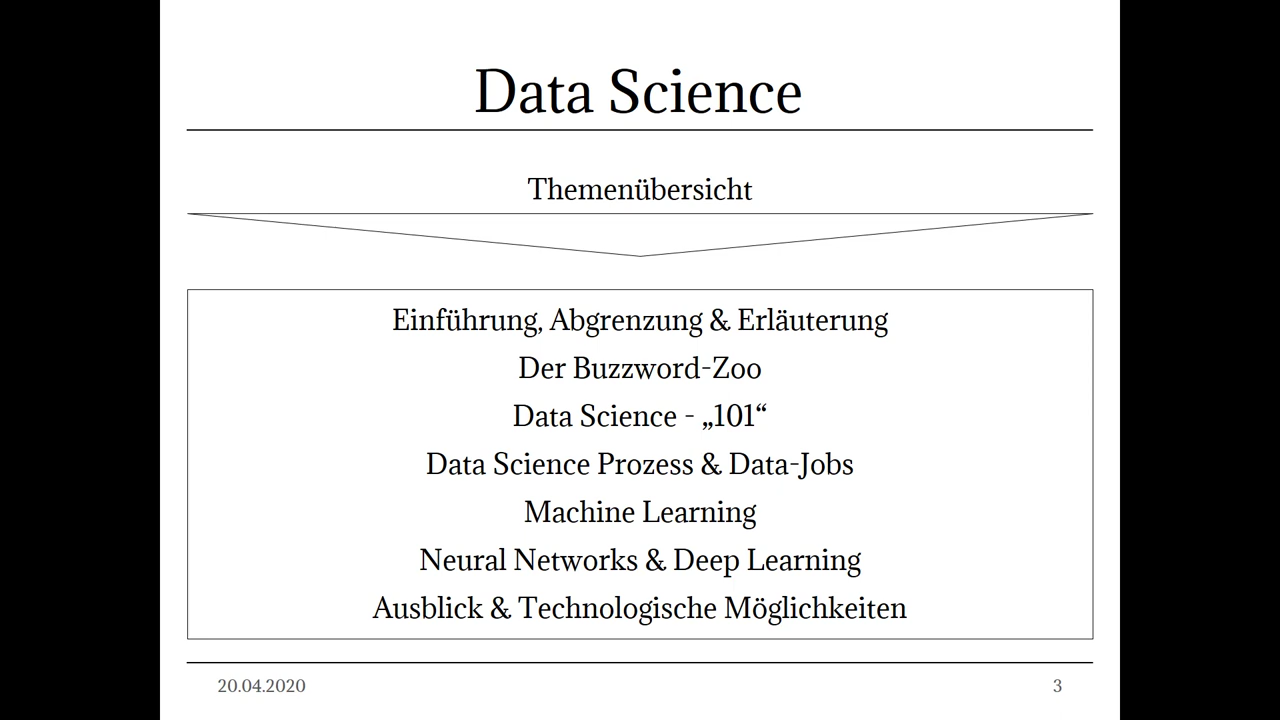 Data Science
Themenübersicht
Einführung, Abgrenzung & Erläuterung
Der Buzzword-Zoo
Data Science - „101“
Data Science Prozess & Data-Jobs
Machine Learning
Neural Networks & Deep Learning
Ausblick & Technologische Möglichkeiten
20.04.2020
3